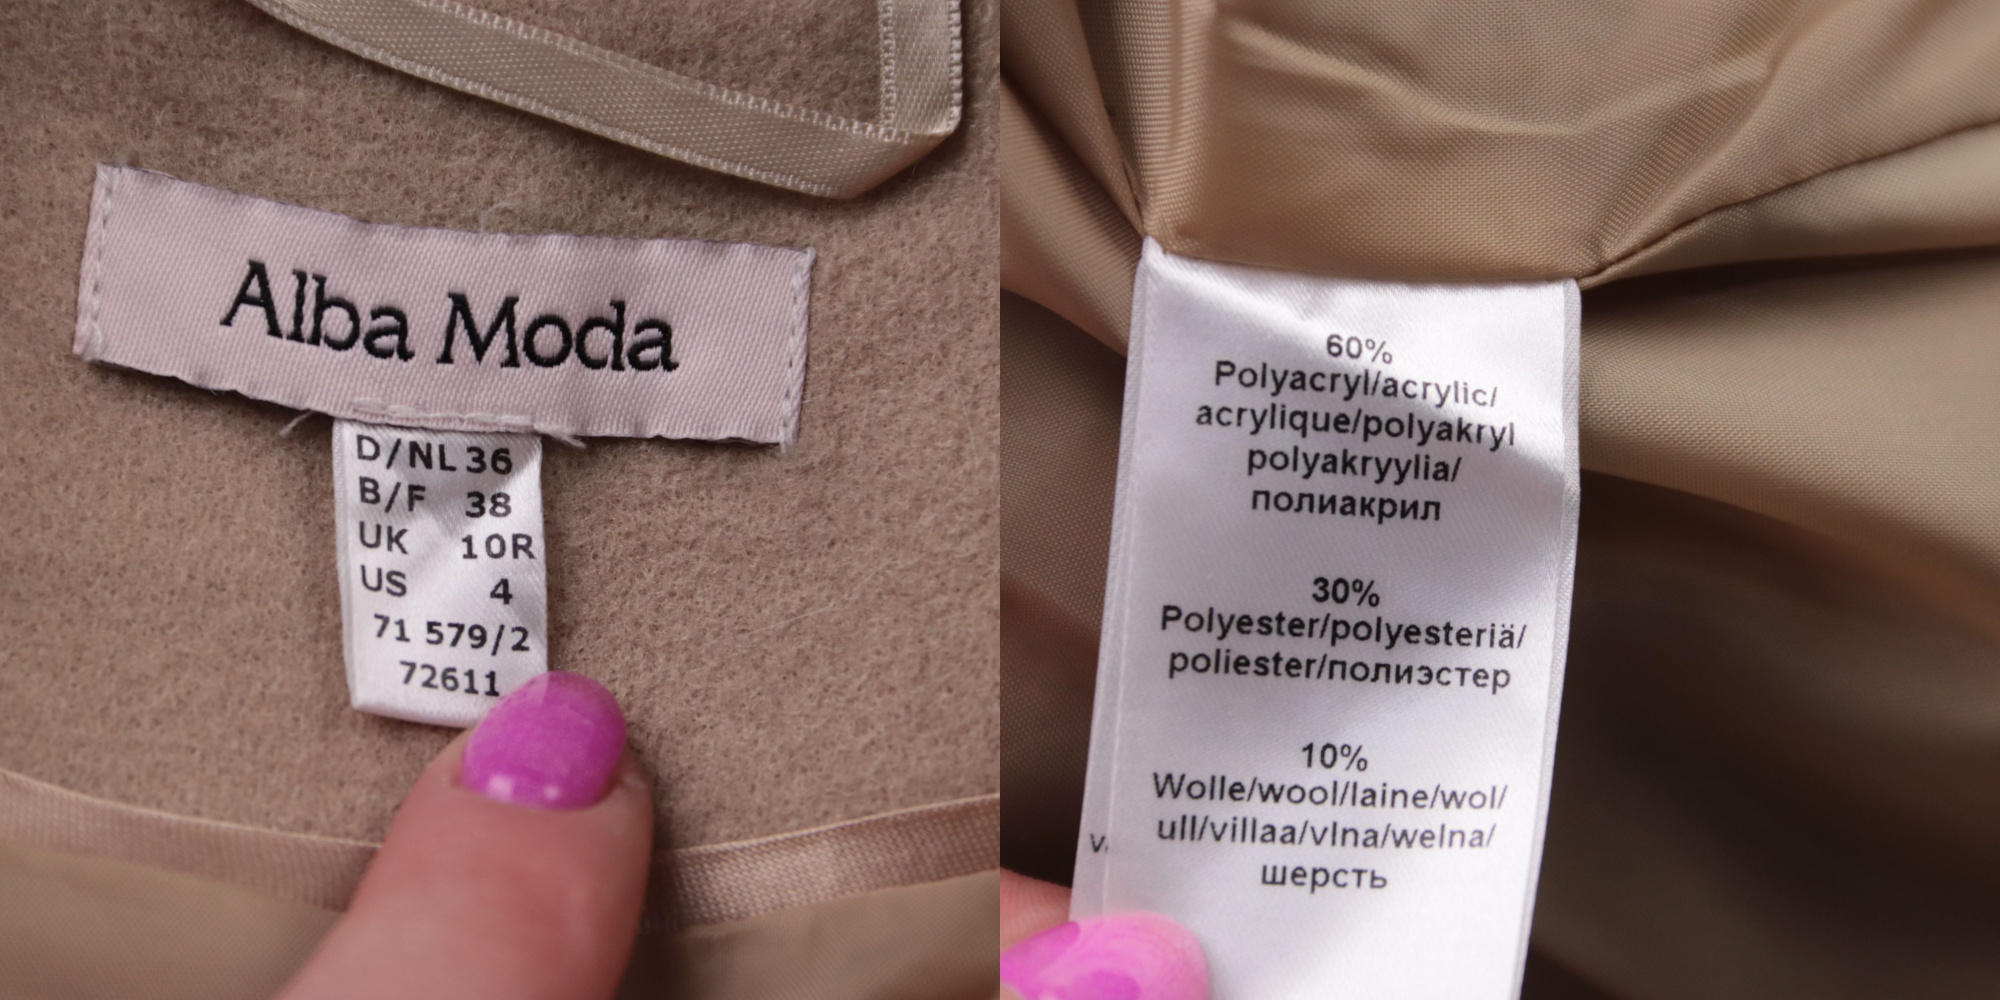 Alba Moda
D/NL 36
B/F 38
UK 10R
US 4
71 579/2
72611
60%
Polyacryl/acrylic/
acrylique/polyakryl
polyakryylia/
полиакрил
30%
Polyester/polyesteriä/
poliester/полиэстер
10%
Wolle/wool/laine/wol/
ull/villaa/vlna/welna/
шерсть